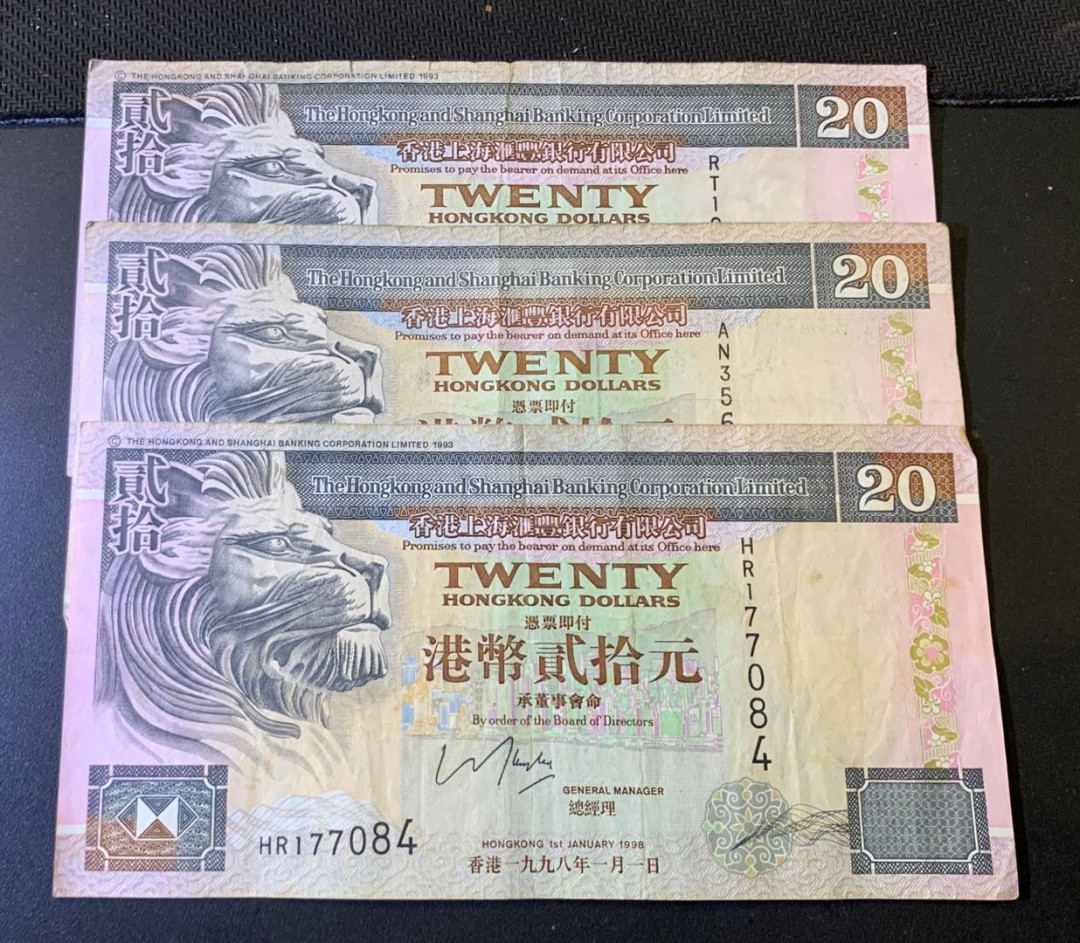 © THE HONGKONG AND SHANGHAI BANKING CORPORATION LIMITED 1993
貳拾
The Hongkong and Shanghai Banking Corporation Limited
20
香港上海滙豐銀行有限公司
Promises to pay the bearer on demand at its Office here
TWENTY
HONGKONG DOLLARS
RT1
貳拾
The Hongkong and Shanghai Banking Corporation Limited
20
香港上海滙豐銀行有限公司
Promises to pay the bearer on demand at its Office here
TWENTY
HONGKONG DOLLARS
憑票即付
AN356
© THE HONGKONG AND SHANGHAI BANKING CORPORATION LIMITED 1993
貳拾
The Hongkong and Shanghai Banking Corporation Limited
20
香港上海滙豐銀行有限公司
Promises to pay the bearer on demand at its Office here
TWENTY
HONGKONG DOLLARS
憑票即付
港幣貳拾元
承董事會命
By order of the Board of Directors
HR177084
GENERAL MANAGER
總經理
HR177084
HONGKONG 1st JANUARY 1998
香港一九九八年一月一日